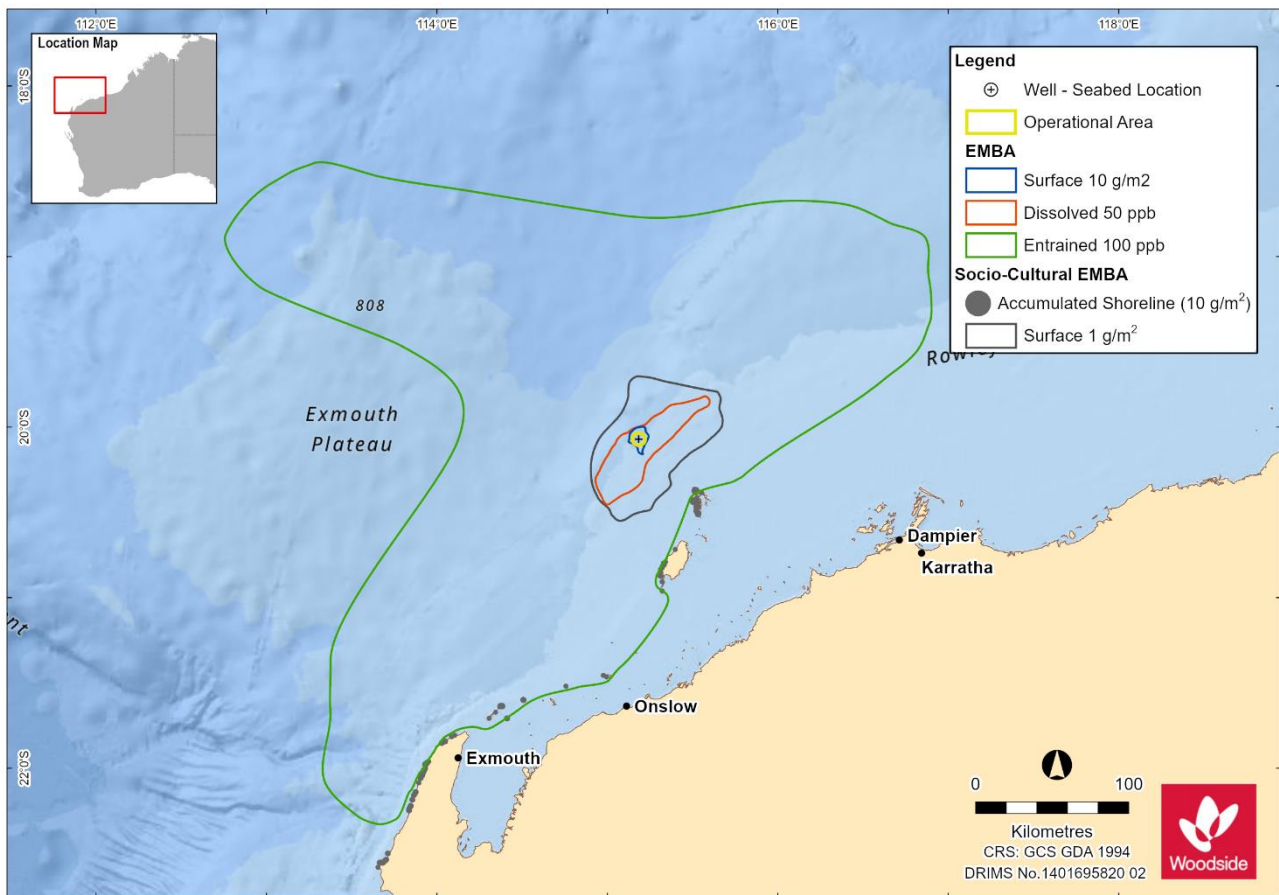 112°0'E
114°0'E
116°0'E
118°0'E
18°0'S
20°0'S
22°0'S
Location Map
Legend
Well - Seabed Location
Operational Area
EMBA
Surface 10 g/m2
Dissolved 50 ppb
Entrained 100 ppb
Socio-Cultural EMBA
Accumulated Shoreline (10 g/m²)
Surface 1 g/m²
808
Exmouth
Plateau
Dampier
Karratha
Onslow
Exmouth
0
100
Kilometres
CRS: GCS GDA 1994
DRIMS No.1401695820 02
Woodside